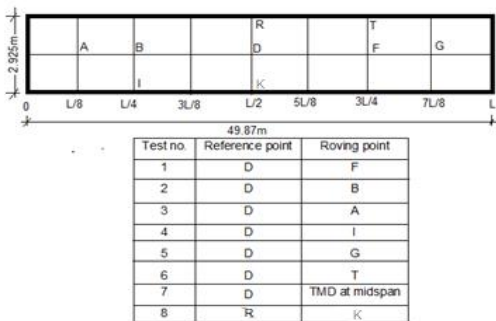 R T
A B D F G
I K
2.925m
0 L/8 L/4 3L/8 L/2 5L/8 3L/4 7L/8 L
49.87m
Test no. Reference point Roving point
1 D F
2 D B
3 D A
4 D I
5 D G
6 D T
7 D TMD at midspan
8 R K